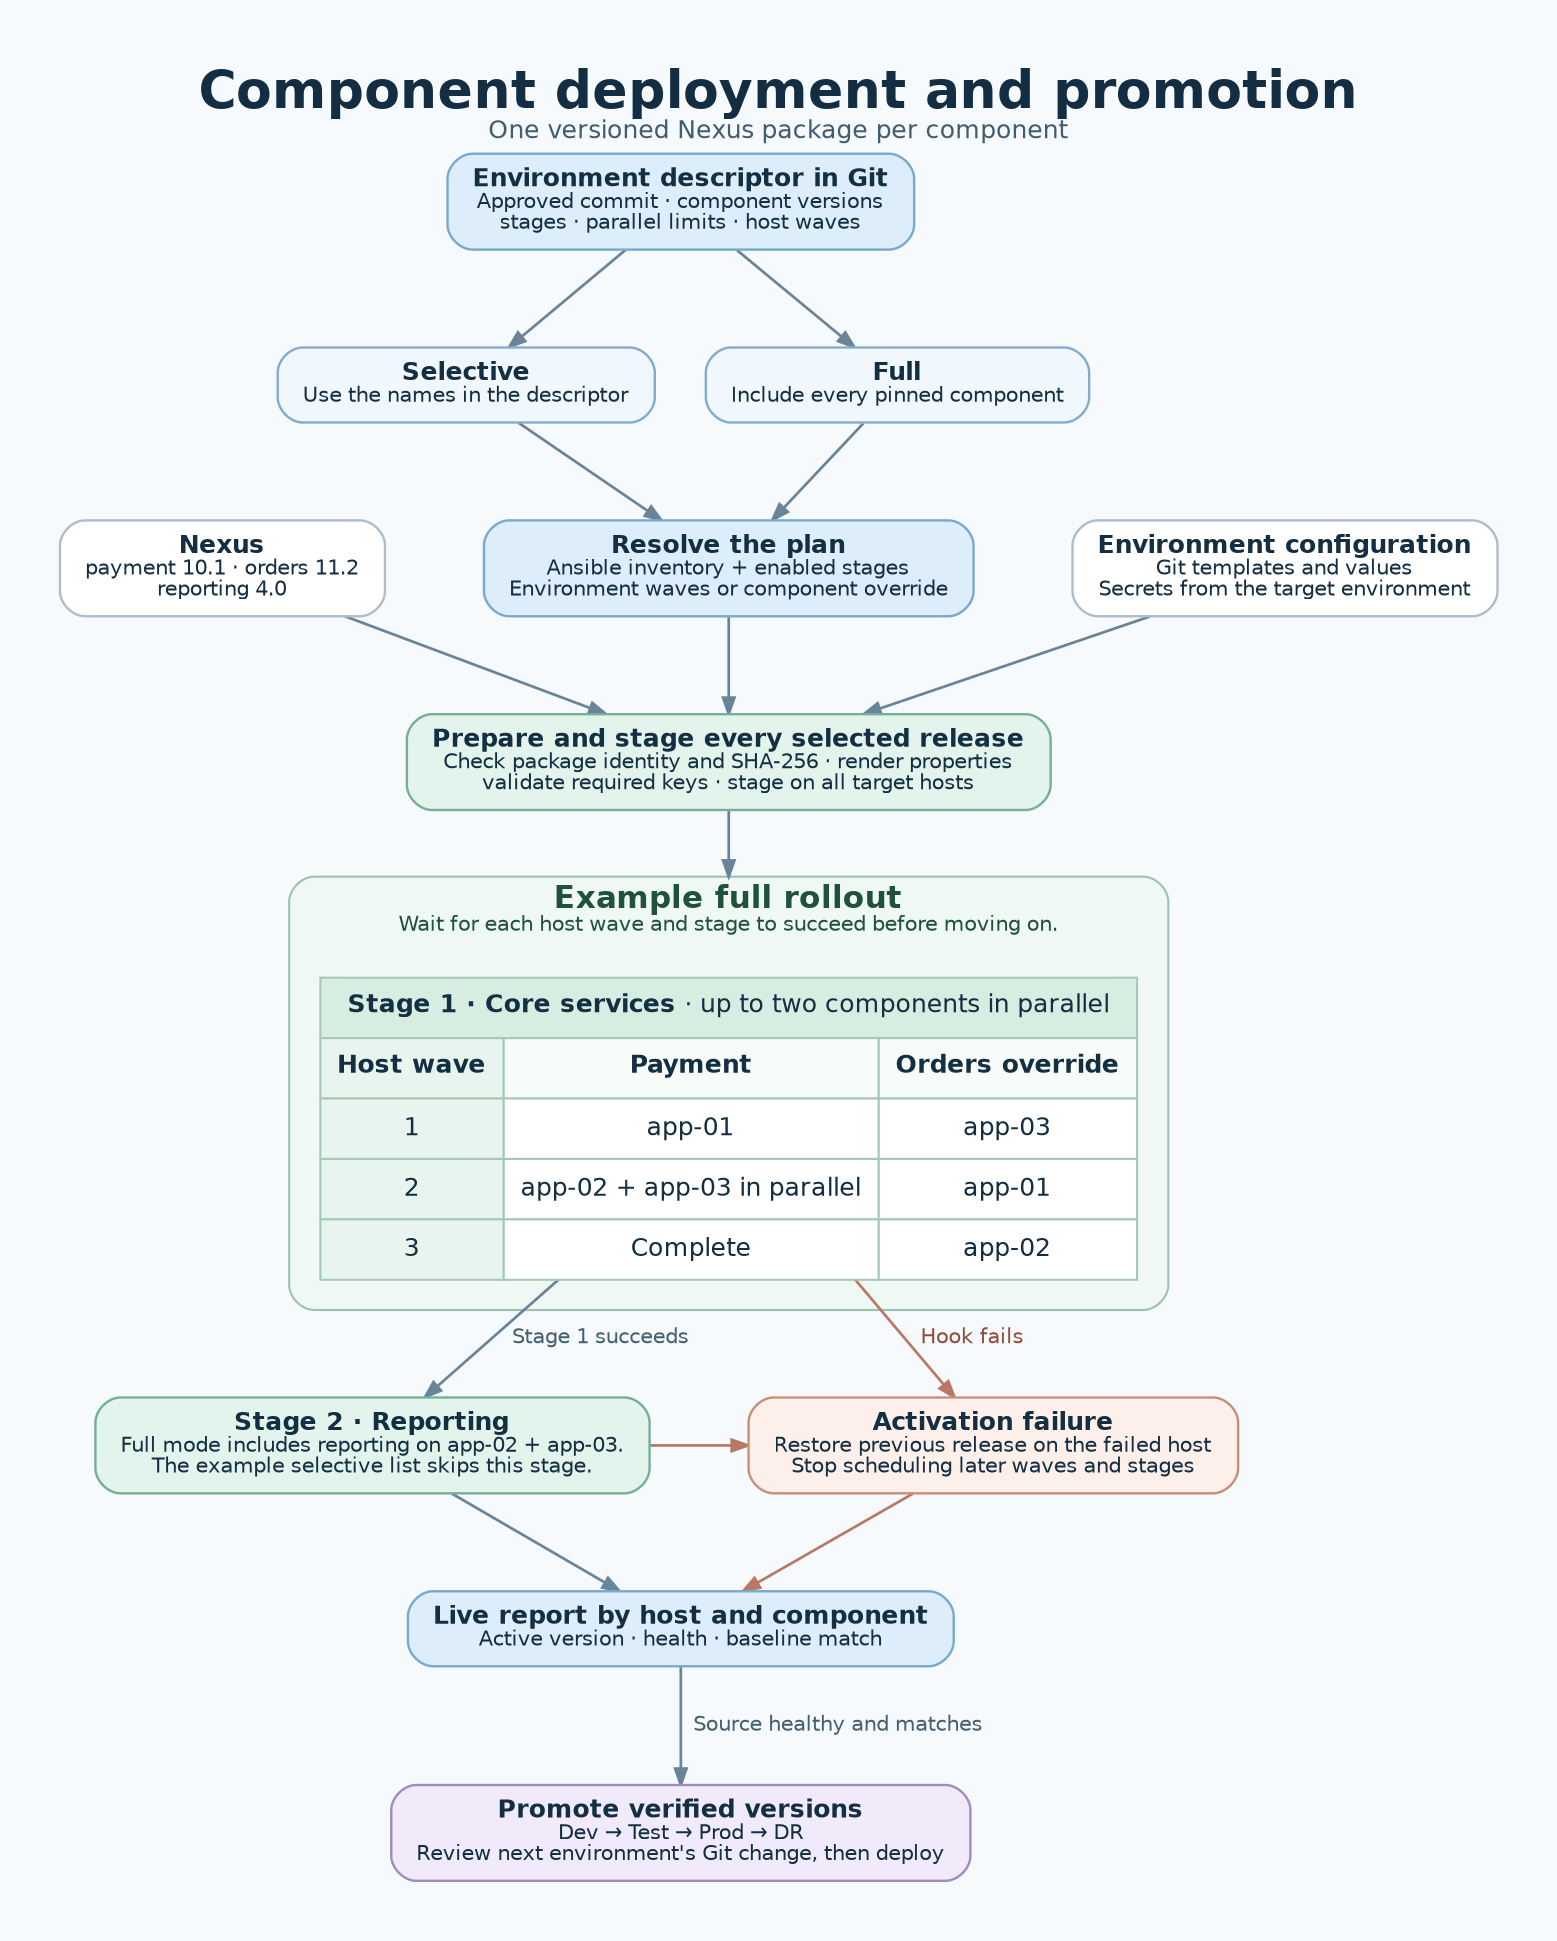 Component deployment and promotion
One versioned Nexus package per component
Environment descriptor in Git
Approved commit · component versions
stages · parallel limits · host waves
Selective
Use the names in the descriptor
Full
Include every pinned component
Nexus
payment 10.1 · orders 11.2
reporting 4.0
Resolve the plan
Ansible inventory + enabled stages
Environment waves or component override
Environment configuration
Git templates and values
Secrets from the target environment
Prepare and stage every selected release
Check package identity and SHA-256 · render properties
validate required keys · stage on all target hosts
Example full rollout
Wait for each host wave and stage to succeed before moving on.
Stage 1 · Core services · up to two components in parallel
Host wave Payment Orders override
1 app-01 app-03
2 app-02 + app-03 in parallel app-01
3 Complete app-02
Stage 1 succeeds
Hook fails
Stage 2 · Reporting
Full mode includes reporting on app-02 + app-03.
The example selective list skips this stage.
Activation failure
Restore previous release on the failed host
Stop scheduling later waves and stages
Live report by host and component
Active version · health · baseline match
Source healthy and matches
Promote verified versions
Dev → Test → Prod → DR
Review next environment's Git change, then deploy